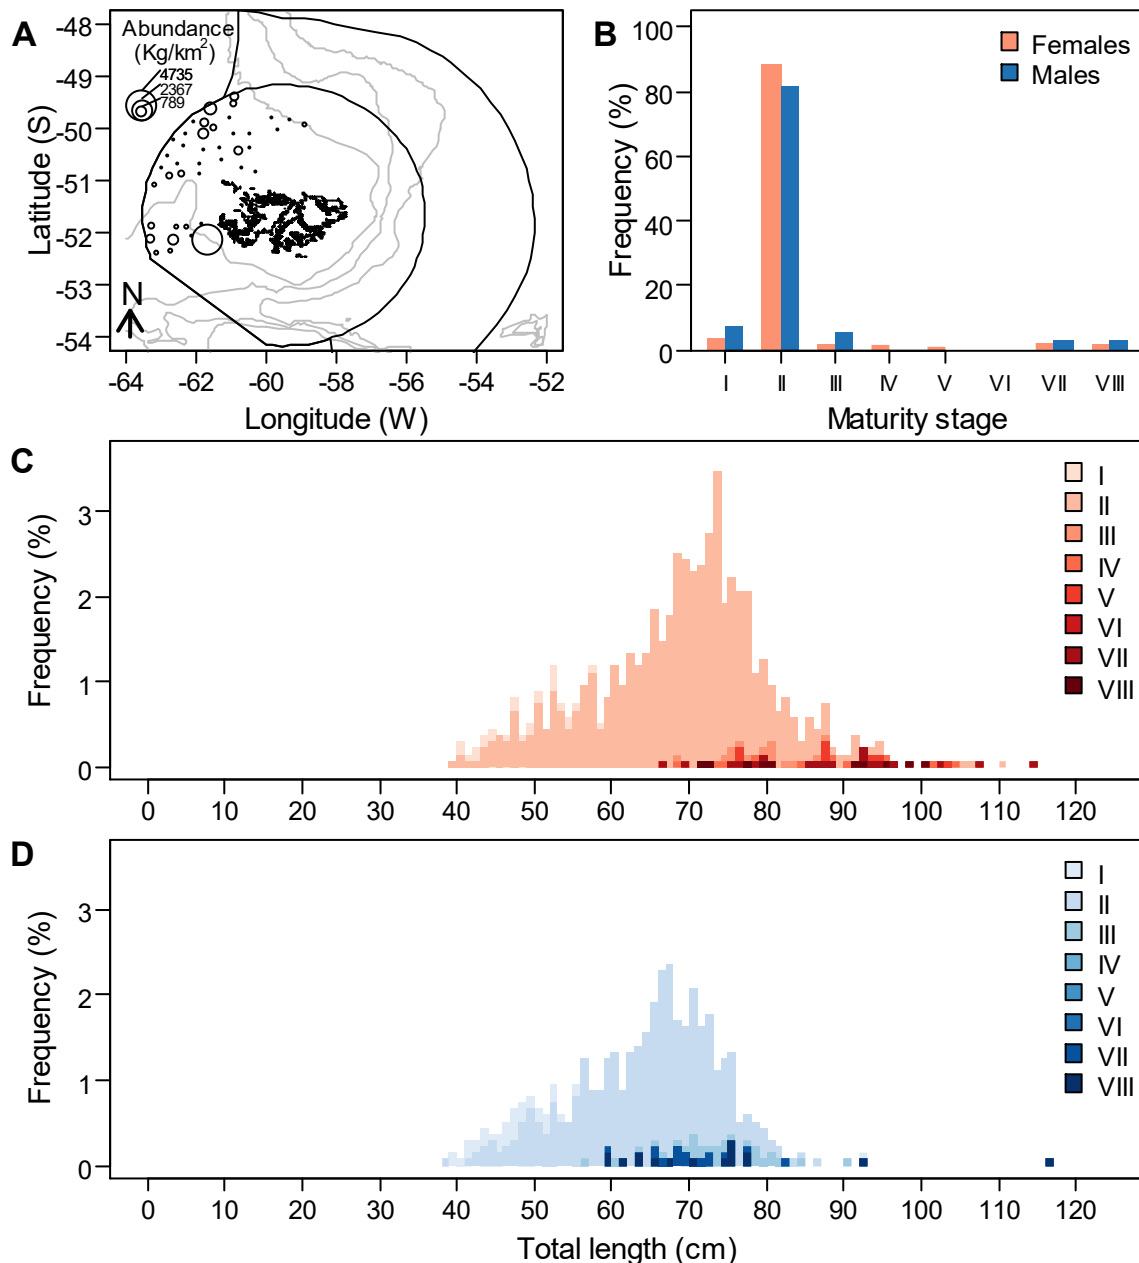 A
Abundance
(Kg/km²)
4735
2367
789
-48
-49
-50
-51
-52
-53
-54
Latitude (S)
N
-64
-62
-60
-58
-56
-54
-52
Longitude (W)
B
100
80
60
40
20
0
Frequency (%)
Females
Males
I
II
III
IV
V
VI
VII
VIII
Maturity stage
C
3
2
1
0
Frequency (%)
I
II
III
IV
V
VI
VII
VIII
0 10 20 30 40 50 60 70 80 90 100 110 120
D
3
2
1
0
Frequency (%)
I
II
III
IV
V
VI
VII
VIII
0 10 20 30 40 50 60 70 80 90 100 110 120
Total length (cm)